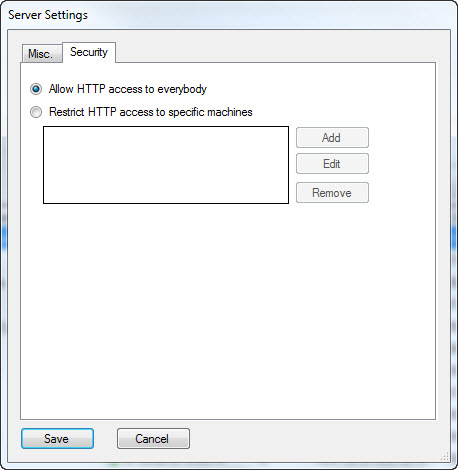 Server Settings
Misc.
Security
Allow HTTP access to everybody
Restrict HTTP access to specific machines
Add
Edit
Remove
Save
Cancel